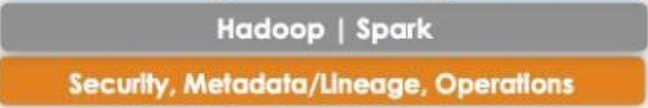 Hadoop | Spark
Security, Metadata/Lineage, Operations